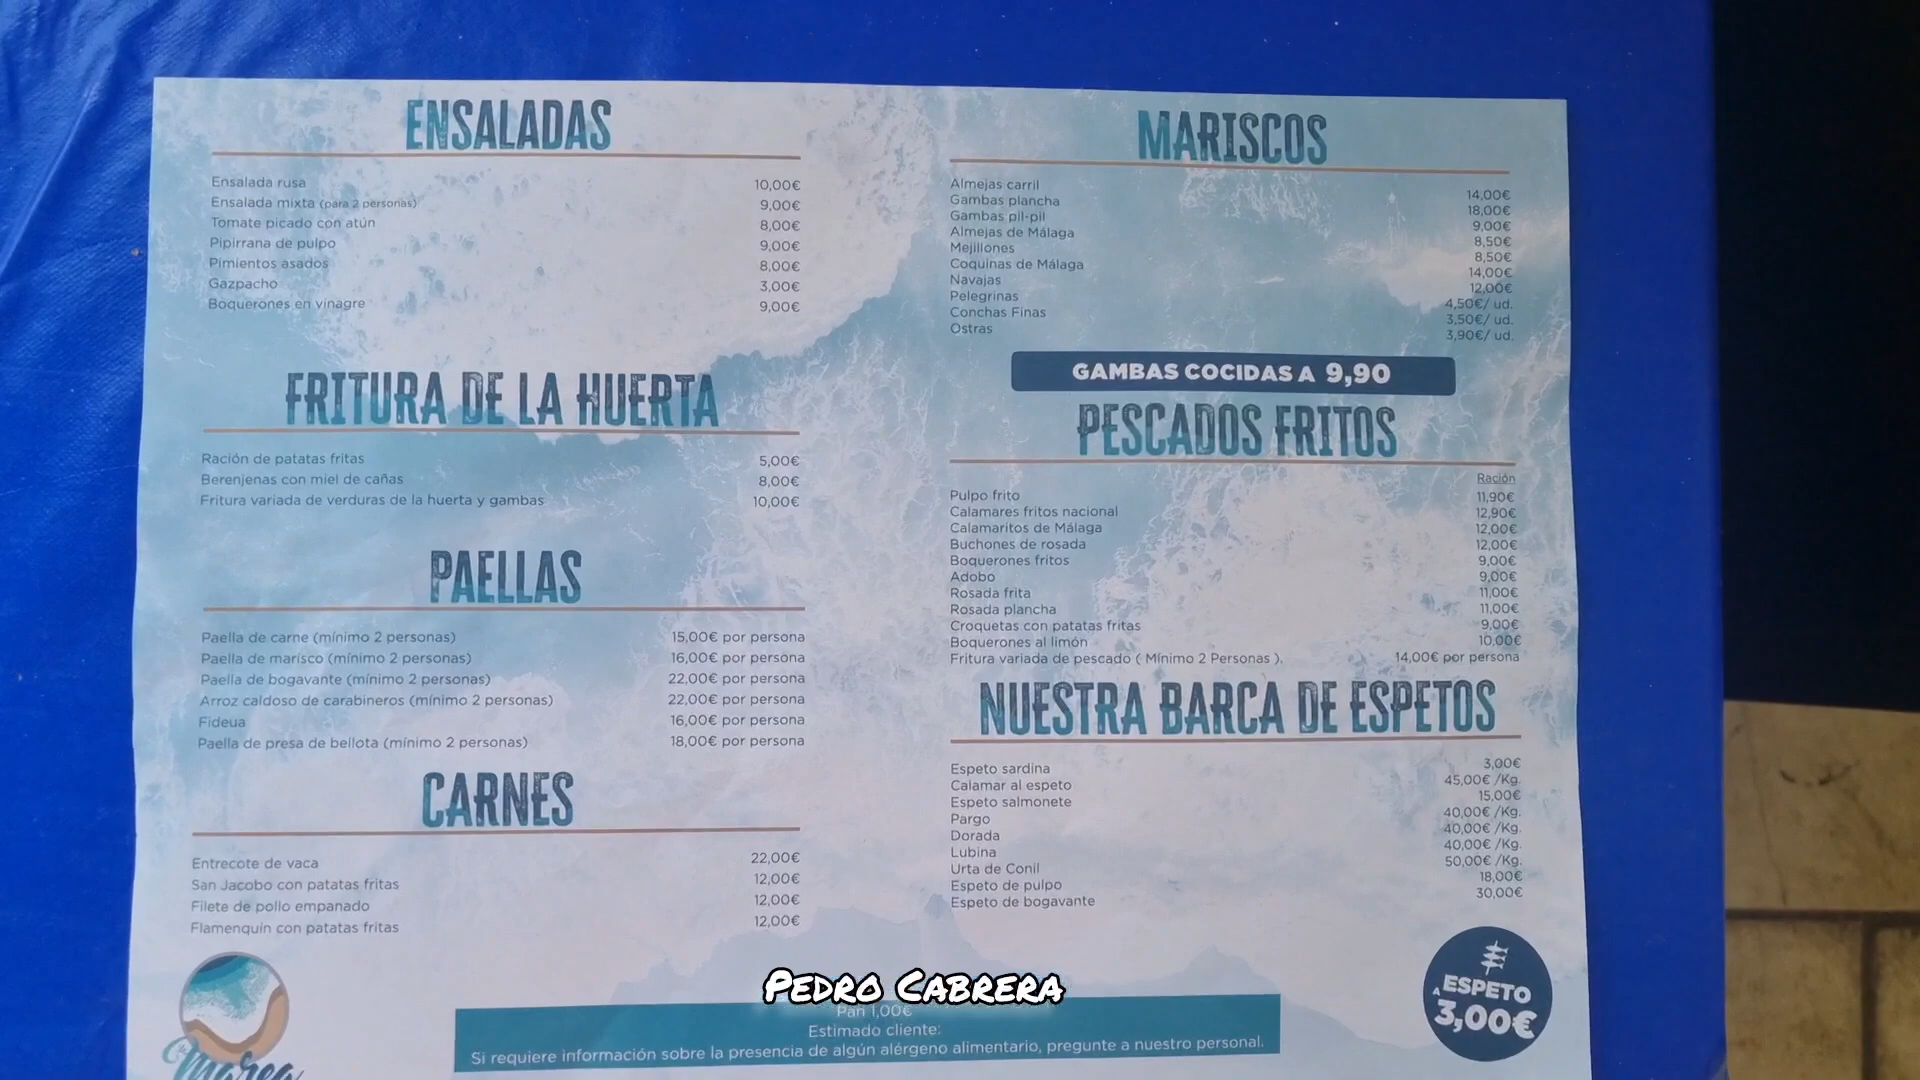 ENSALADAS
Ensalada rusa 10,00€
Ensalada mixta (para 2 personas) 9,00€
Tomate picado con atún 8,00€
Pipirrana de pulpo 9,00€
Pimientos asados 8,00€
Gazpacho 3,00€
Boquerones en vinagre 9,00€
FRITURA DE LA HUERTA
Ración de patatas fritas 5,00€
Berenjenas con miel de cañas 8,00€
Fritura variada de verduras de la huerta y gambas 10,00€
PAELLAS
Paella de carne (mínimo 2 personas) 15,00€ por persona
Paella de marisco (mínimo 2 personas) 16,00€ por persona
Paella de bogavante (mínimo 2 personas) 22,00€ por persona
Arroz caldoso de carabineros (mínimo 2 personas) 22,00€ por persona
Fideua 16,00€ por persona
Paella de presa de bellota (mínimo 2 personas) 18,00€ por persona
CARNES
Entrecote de vaca 22,00€
San Jacobo con patatas fritas 12,00€
Filete de pollo empanado 12,00€
Flamenquín con patatas fritas 12,00€
MARISCOS
Almejas carril 14,00€
Gambas plancha 18,00€
Gambas pil-pil 9,00€
Almejas de Málaga 8,50€
Mejillones 8,50€
Coquinas de Málaga 14,00€
Navajas 12,00€
Pelegrinas 4,50€/ ud.
Conchas Finas 3,50€/ ud.
Ostras 3,90€/ ud.
GAMBAS COCIDAS A 9,90
PESCADOS FRITOS
Ración
Pulpo frito 11,90€
Calamares fritos nacional 12,90€
Calamaritos de Málaga 12,00€
Buchones de rosada 12,00€
Boquerones fritos 9,00€
Adobo 9,00€
Rosada frita 11,00€
Rosada plancha 11,00€
Croquetas con patatas fritas 9,00€
Boquerones al limón 10,00€
Fritura variada de pescado ( Mínimo 2 Personas ). 14,00€ por persona
NUESTRA BARCA DE ESPETOS
Espeto sardina 3,00€
Calamar al espeto 45,00€ /Kg.
Espeto salmonete 15,00€
Pargo 40,00€ /Kg.
Dorada 40,00€ /Kg.
Lubina 40,00€ /Kg.
Urta de Conil 50,00€ /Kg.
Espeto de pulpo 18,00€
Espeto de bogavante 30,00€
ESPETO
A 3,00€
PEDRO CABRERA
Pan 1,00€
Estimado cliente:
Si requiere información sobre la presencia de algún alérgeno alimentario, pregunte a nuestro personal.
Marea